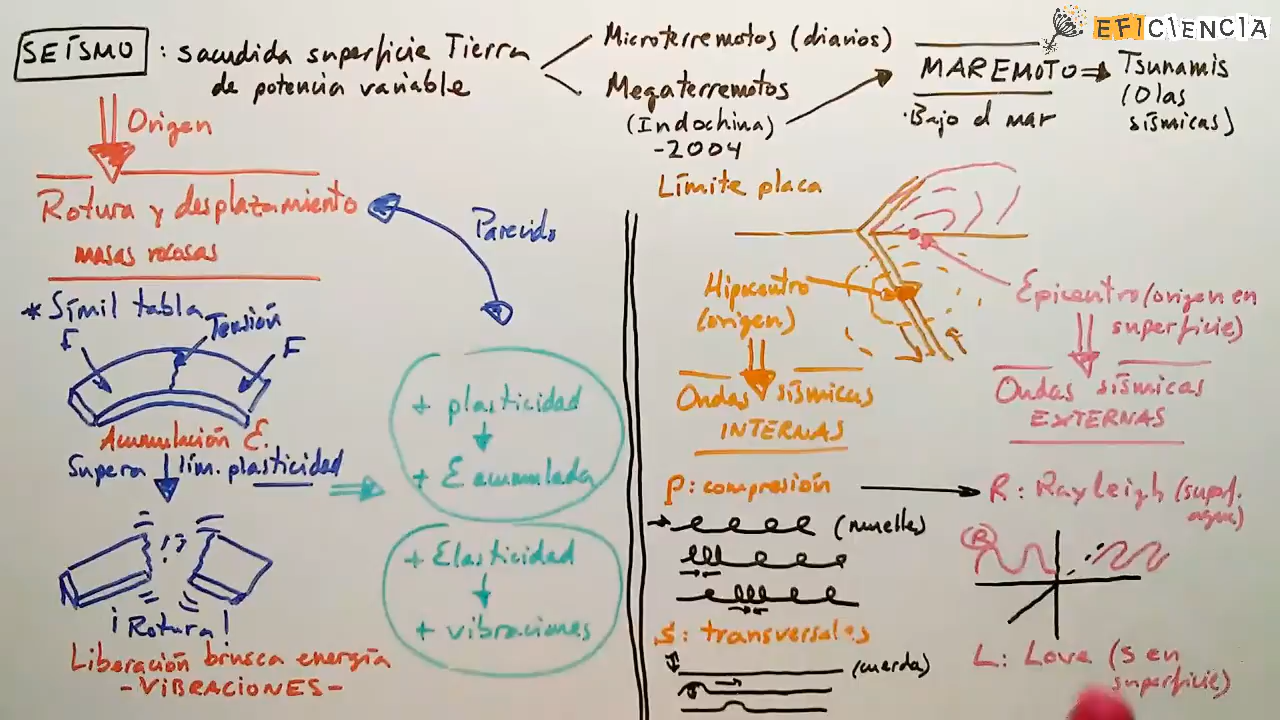 EFICIENCIA
SEÍSMO : sacudida superficie Tierra
de potencia variable
Microterremotos (diarios)
Megaterremotos
(Indochina)
-2004
MAREMOTO
·Bajo el mar
Tsunamis
(Olas
sísmicas)
Origen
Rotura y desplazamiento
masas rocosas
Parecido
* Símil tabla
Tensión
F
F
Acumulación E.
Supera lím. plasticidad
¡Rotura!
Liberación brusca energía
-VIBRACIONES-
+ plasticidad
+ E acumulada
+ Elasticidad
+ vibraciones
Límite placa
Hipocentro
(origen)
Epicentro (origen en
superficie)
Ondas sísmicas
INTERNAS
Ondas sísmicas
EXTERNAS
P: compresión
(muelle)
S: transversales
(cuerda)
R: Rayleigh (superf.
agua)
R
L: Love (S en
superficie)